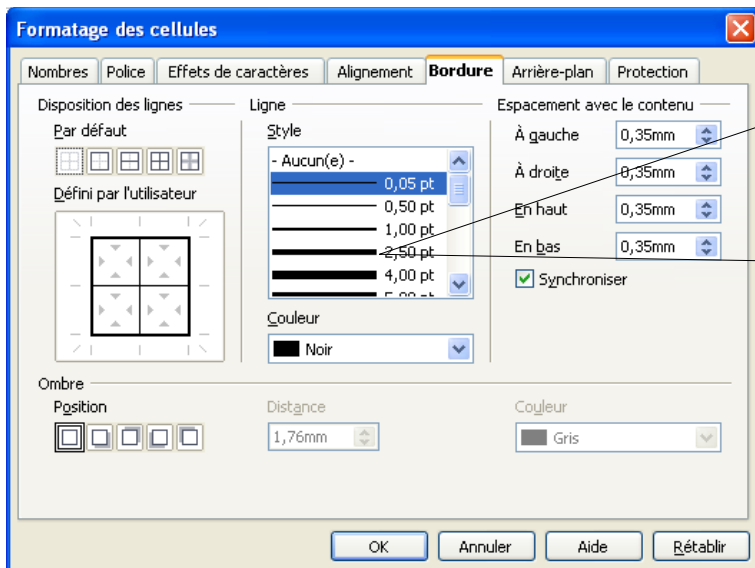 Formatage des cellules
Nombres Police Effets de caractères Alignement Bordure Arrière-plan Protection
Disposition des lignes
Par défaut
Défini par l'utilisateur
Ligne
Style
- Aucun(e) -
0,05 pt
0,50 pt
1,00 pt
2,50 pt
4,00 pt
5,00 pt
Couleur
Noir
Espacement avec le contenu
À gauche 0,35mm
À droite 0,35mm
En haut 0,35mm
En bas 0,35mm
Synchroniser
Ombre
Position
Distance
1,76mm
Couleur
Gris
OK Annuler Aide Rétablir